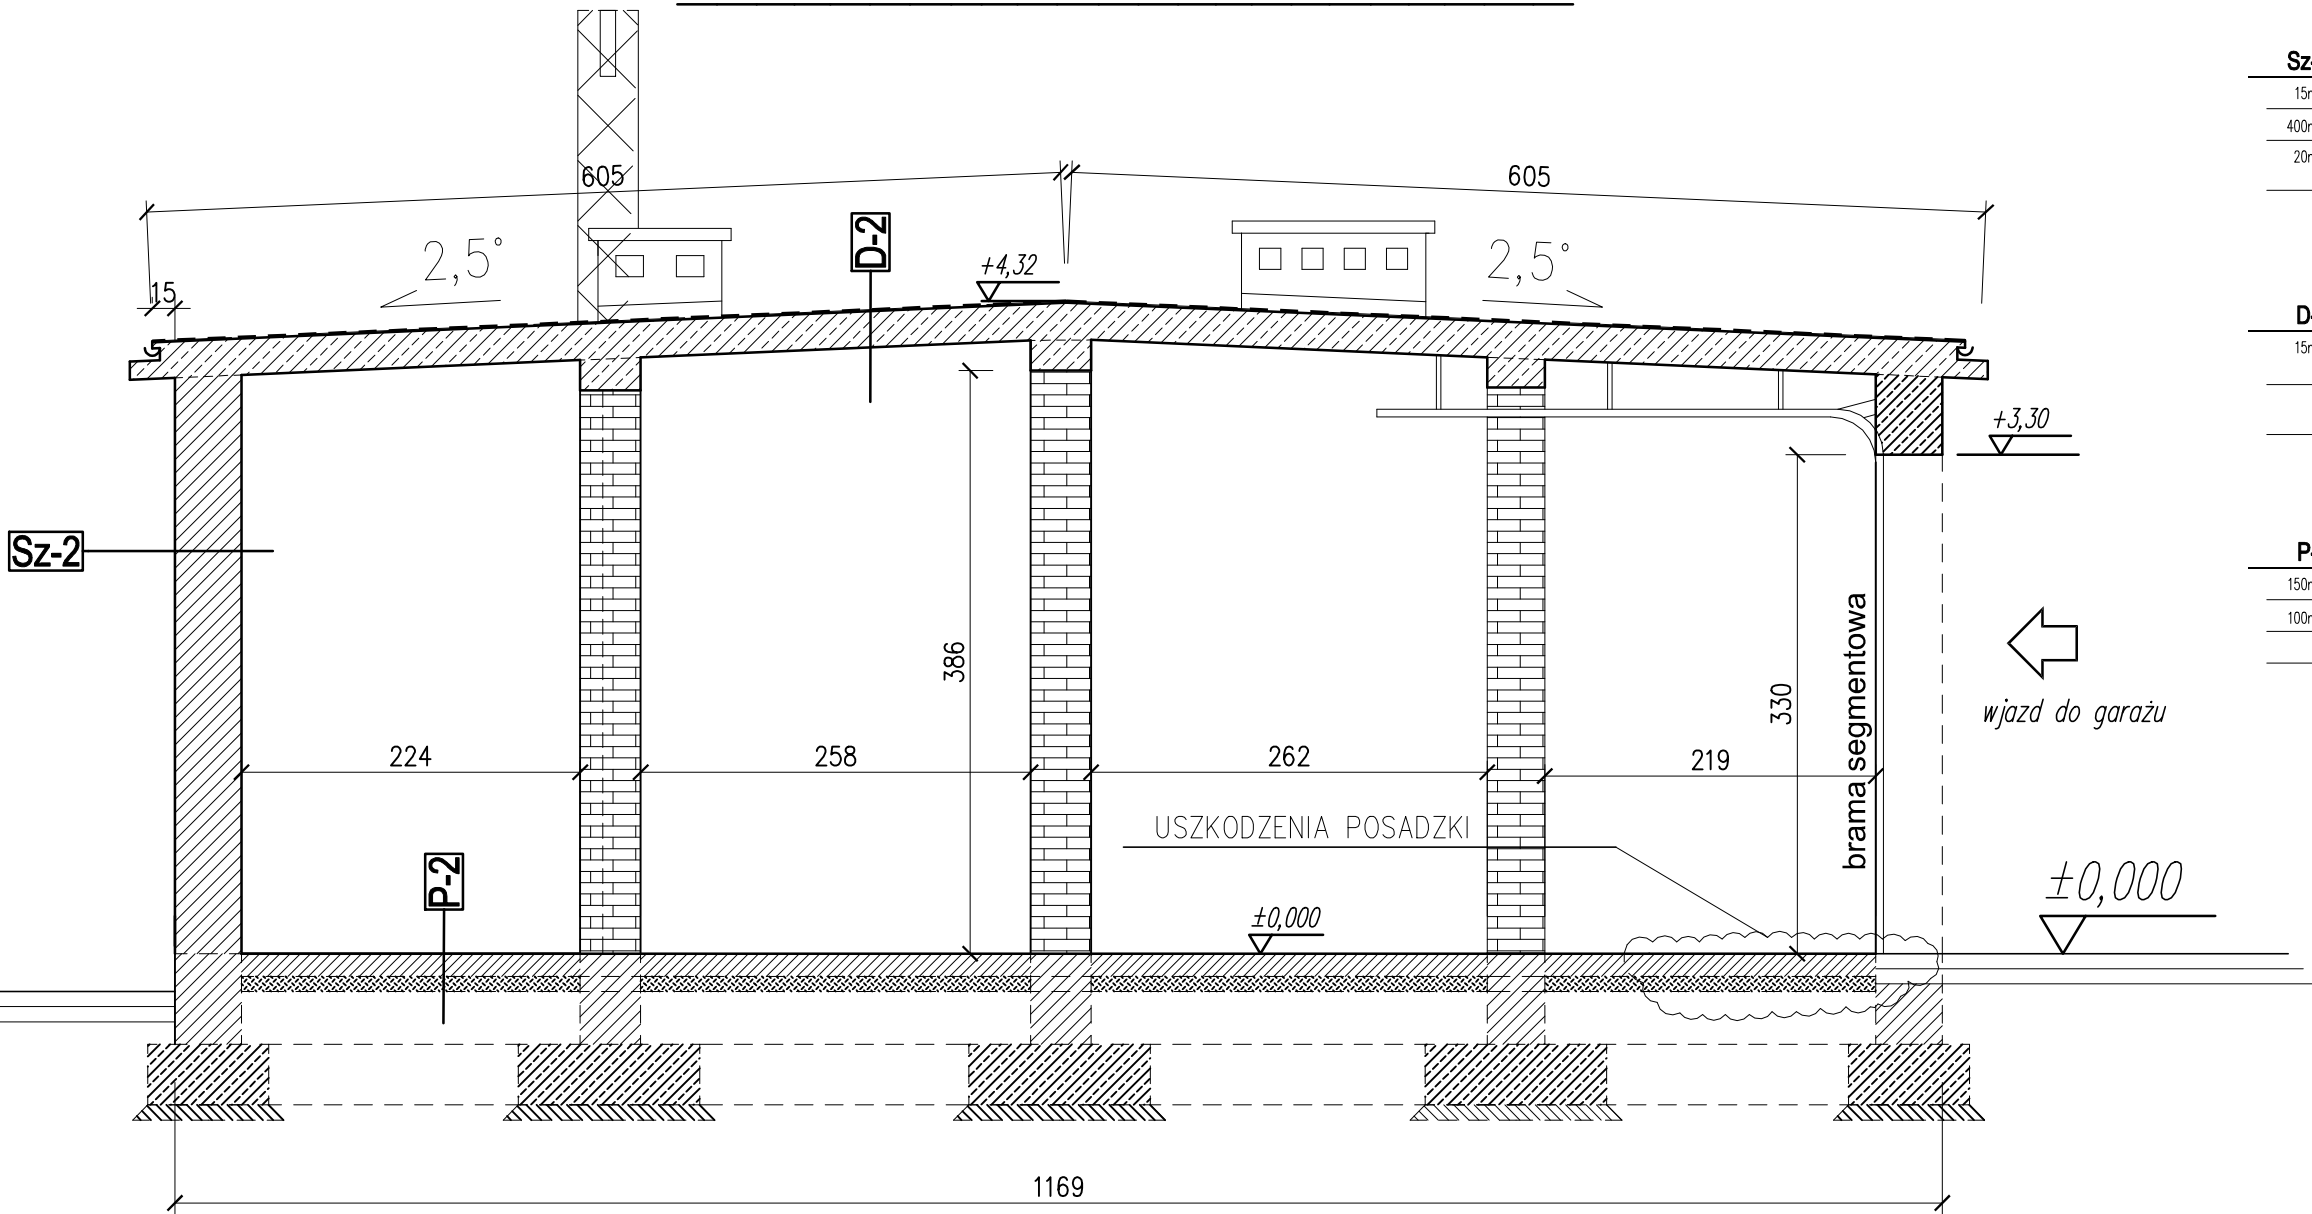 605
605
2,5°
2,5°
D-2
+4,32
15
+3,30
Sz-2
386
330
brama segmentowa
wjazd do garażu
224
258
262
219
USZKODZENIA POSADZKI
P-2
±0,000
±0,000
1169